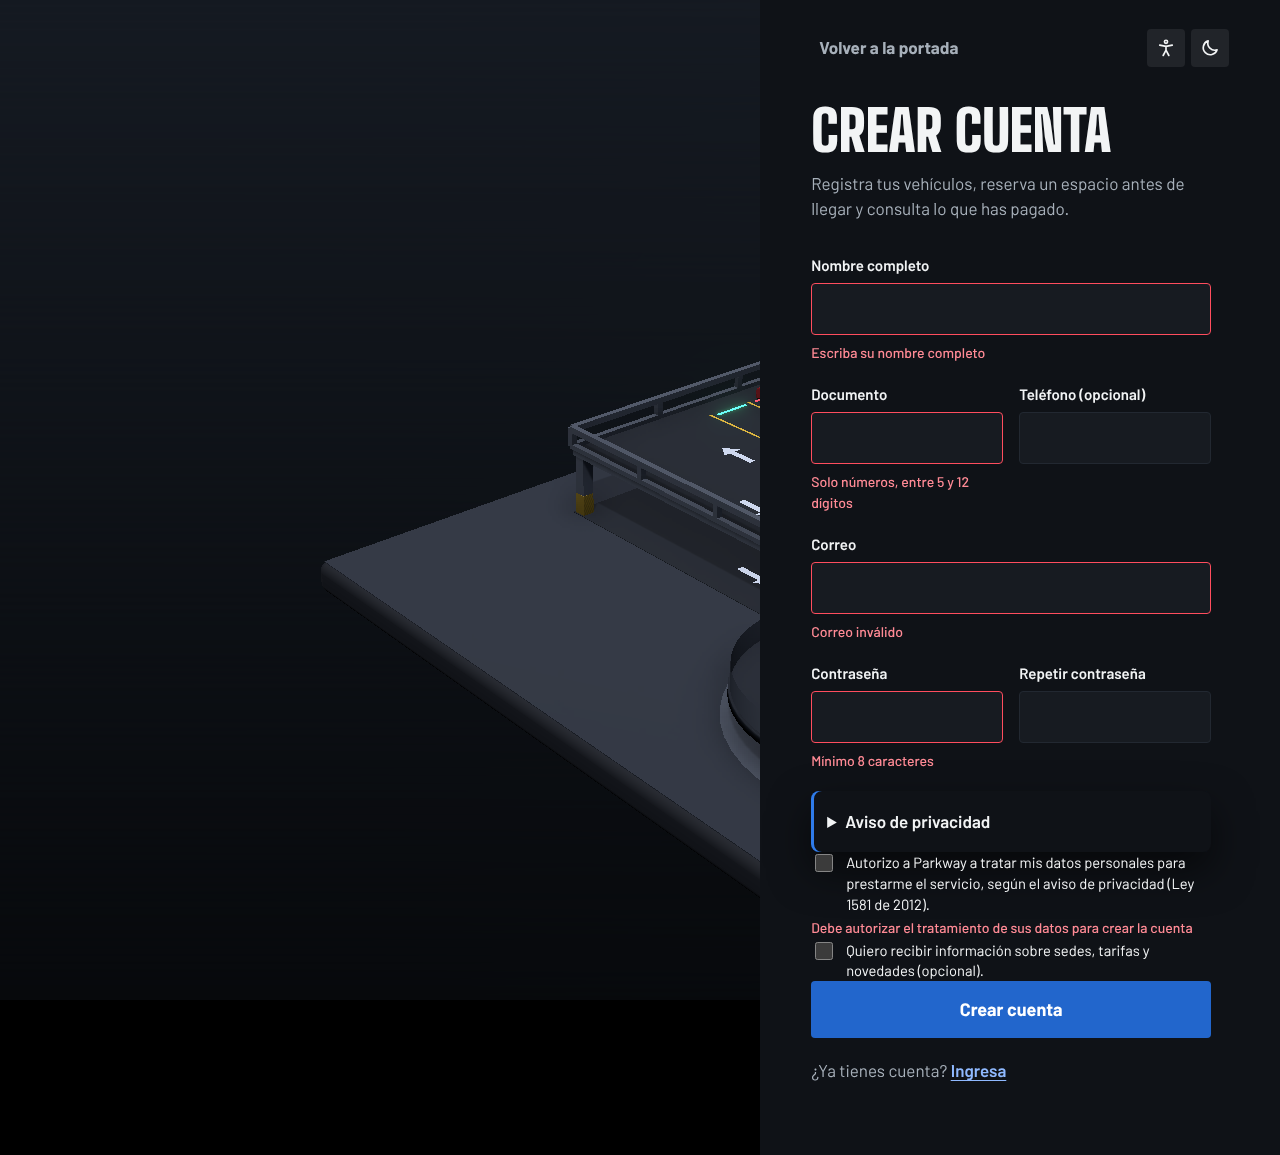 Volver a la portada
CREAR CUENTA
Registra tus vehículos, reserva un espacio antes de
llegar y consulta lo que has pagado.
Nombre completo
Escriba su nombre completo
Documento
Teléfono (opcional)
Solo números, entre 5 y 12
dígitos
Correo
Correo inválido
Contraseña
Repetir contraseña
Mínimo 8 caracteres
Aviso de privacidad
Autorizo a Parkway a tratar mis datos personales para
prestarme el servicio, según el aviso de privacidad (Ley
1581 de 2012).
Debe autorizar el tratamiento de sus datos para crear la cuenta
Quiero recibir información sobre sedes, tarifas y
novedades (opcional).
Crear cuenta
¿Ya tienes cuenta? Ingresa